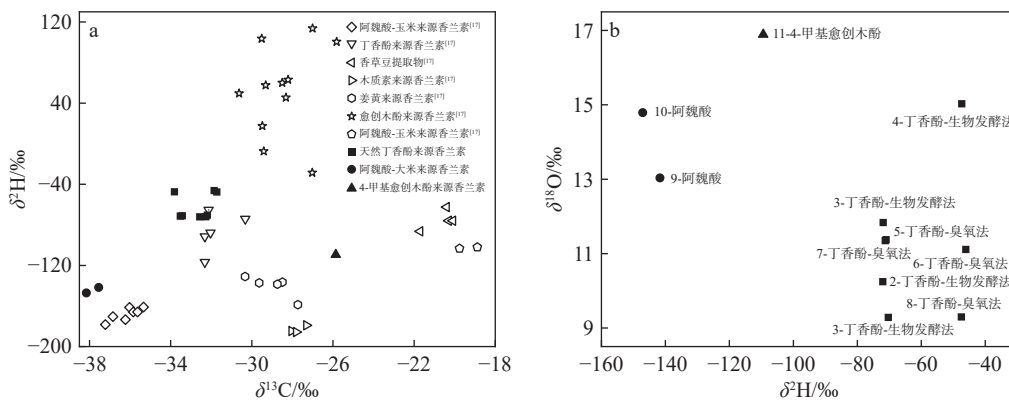 a
120
40
−40
−120
−200
δ²H/‰
−38
−34
−30
−26
−22
−18
δ¹³C/‰
阿魏酸-玉米来源香兰素[17]
丁香酚来源香兰素[17]
香草豆提取物[17]
木质素来源香兰素[17]
姜黄来源香兰素[17]
愈创木酚来源香兰素[17]
阿魏酸-玉米来源香兰素[17]
天然丁香酚来源香兰素
阿魏酸-大米来源香兰素
4-甲基愈创木酚来源香兰素
b
17
15
13
11
9
δ¹⁸O/‰
−160
−140
−120
−100
−80
−60
−40
δ²H/‰
11-4-甲基愈创木酚
10-阿魏酸
4-丁香酚-生物发酵法
9-阿魏酸
3-丁香酚-生物发酵法
5-丁香酚-臭氧法
7-丁香酚-臭氧法
6-丁香酚-臭氧法
2-丁香酚-生物发酵法
8-丁香酚-臭氧法
3-丁香酚-生物发酵法